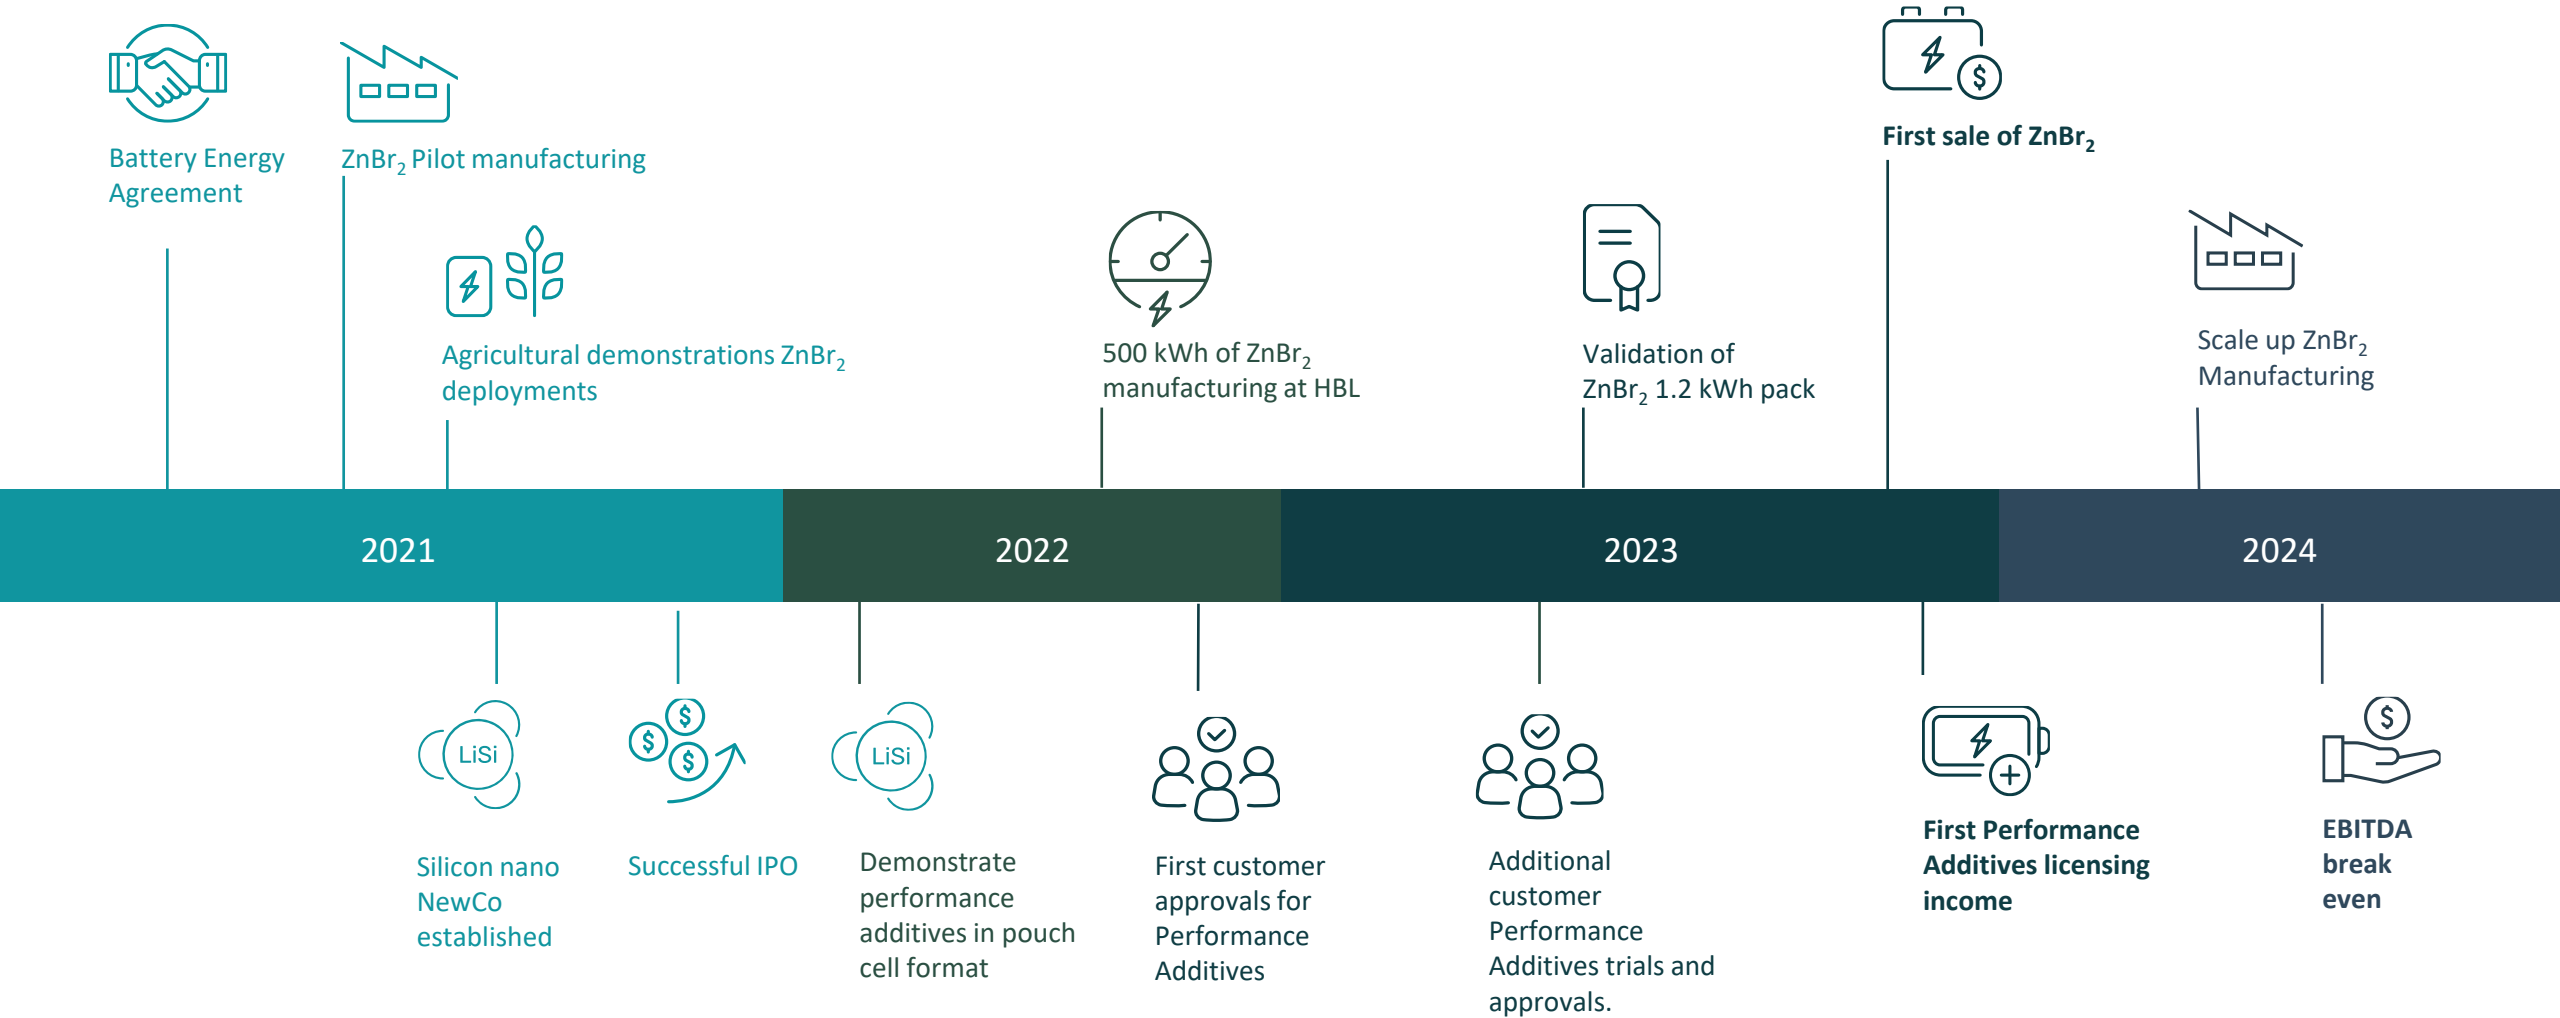 Battery Energy
Agreement
ZnBr₂ Pilot manufacturing
Agricultural demonstrations ZnBr₂
deployments
500 kWh of ZnBr₂
manufacturing at HBL
Validation of
ZnBr₂ 1.2 kWh pack
$
First sale of ZnBr₂
Scale up ZnBr₂
Manufacturing
2021
2022
2023
2024
LiSi
Silicon nano
NewCo
established
$
$
$
Successful IPO
LiSi
Demonstrate
performance
additives in pouch
cell format
First customer
approvals for
Performance
Additives
Additional
customer
Performance
Additives trials and
approvals.
First Performance
Additives licensing
income
$
EBITDA
break
even